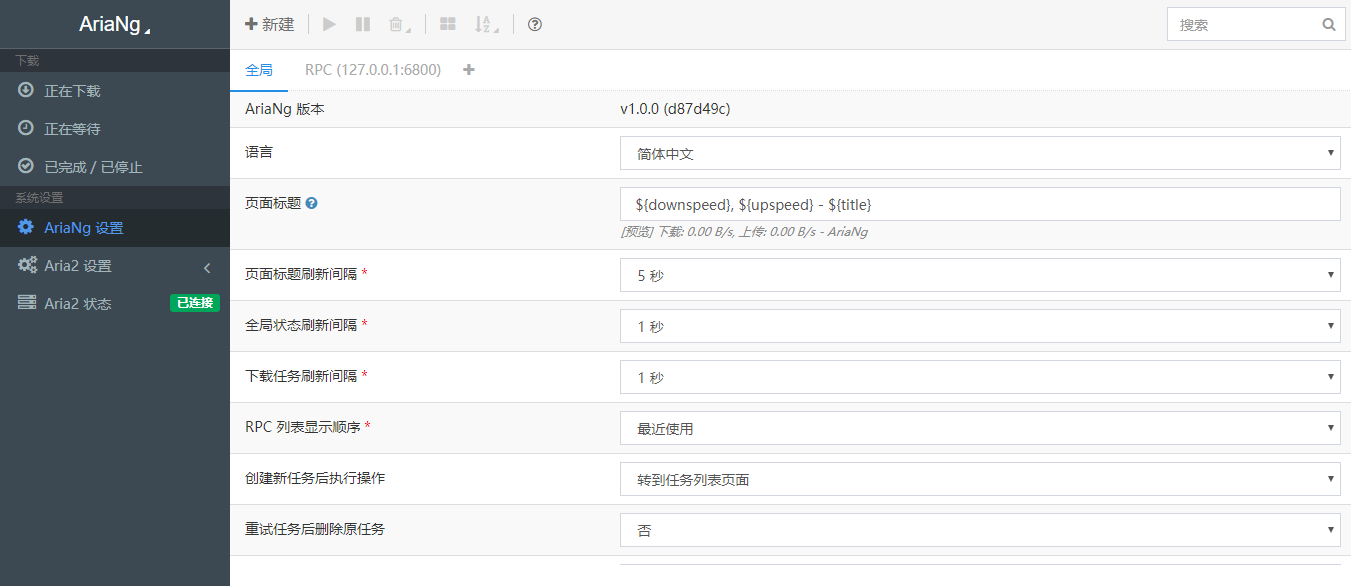 AriaNg
新建
搜索
下载
正在下载
正在等待
已完成 / 已停止
系统设置
AriaNg 设置
Aria2 设置
Aria2 状态 已连接
全局 RPC (127.0.0.1:6800)
AriaNg 版本 v1.0.0 (d87d49c)
语言 简体中文
页面标题 ${downspeed}, ${upspeed} - ${title}
[预览] 下载: 0.00 B/s, 上传: 0.00 B/s - AriaNg
页面标题刷新间隔 * 5 秒
全局状态刷新间隔 * 1 秒
下载任务刷新间隔 * 1 秒
RPC 列表显示顺序 * 最近使用
创建新任务后执行操作 转到任务列表页面
重试任务后删除原任务 否